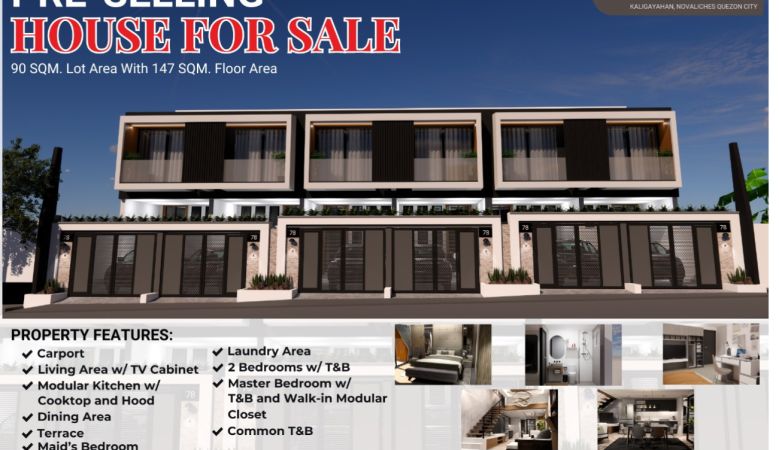 PRE-SELLING
HOUSE FOR SALE
90 SQM. Lot Area With 147 SQM. Floor Area
KALIGAYAHAN, NOVALICHES QUEZON CITY
78
78
78
78
78
78
PROPERTY FEATURES:
✓ Carport
✓ Living Area w/ TV Cabinet
✓ Modular Kitchen w/
Cooktop and Hood
✓ Dining Area
✓ Terrace
✓ Maid's Bedroom
✓ Laundry Area
✓ 2 Bedrooms w/ T&B
✓ Master Bedroom w/
T&B and Walk-in Modular
Closet
✓ Common T&B
78